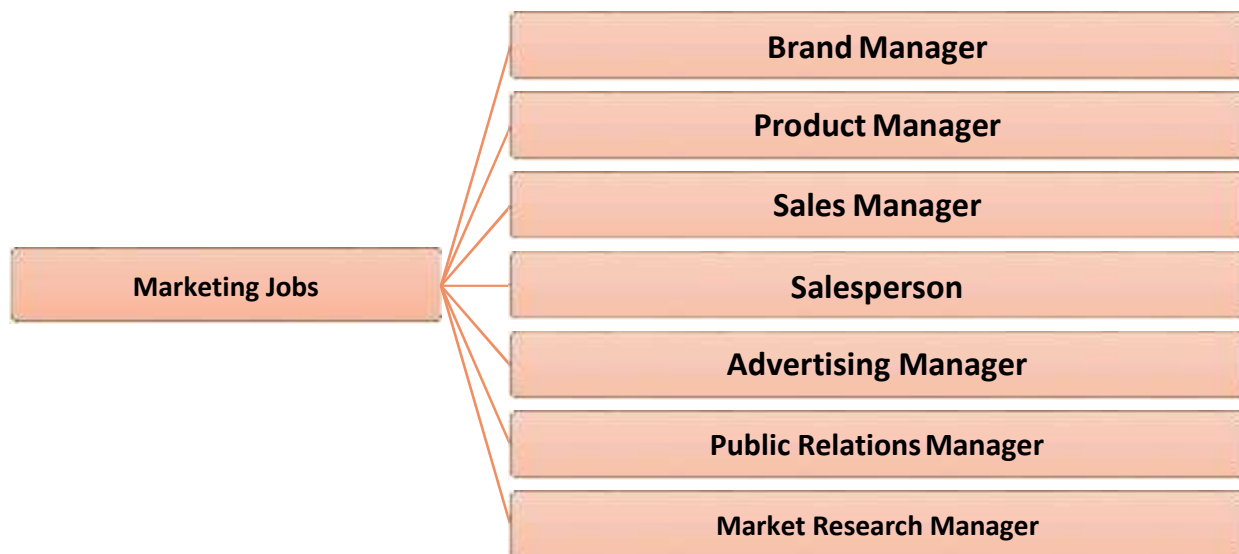 Brand Manager
Product Manager
Sales Manager
Marketing Jobs
Salesperson
Advertising Manager
Public Relations Manager
Market Research Manager